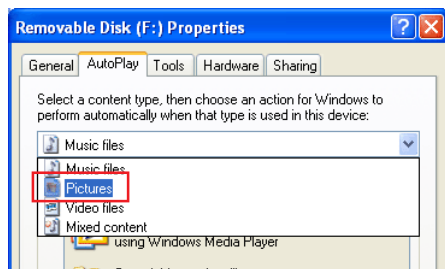 Removable Disk (F:) Properties
General AutoPlay Tools Hardware Sharing
Select a content type, then choose an action for Windows to
perform automatically when that type is used in this device:
Music files
Music files
Pictures
Video files
Mixed content
using Windows Media Player